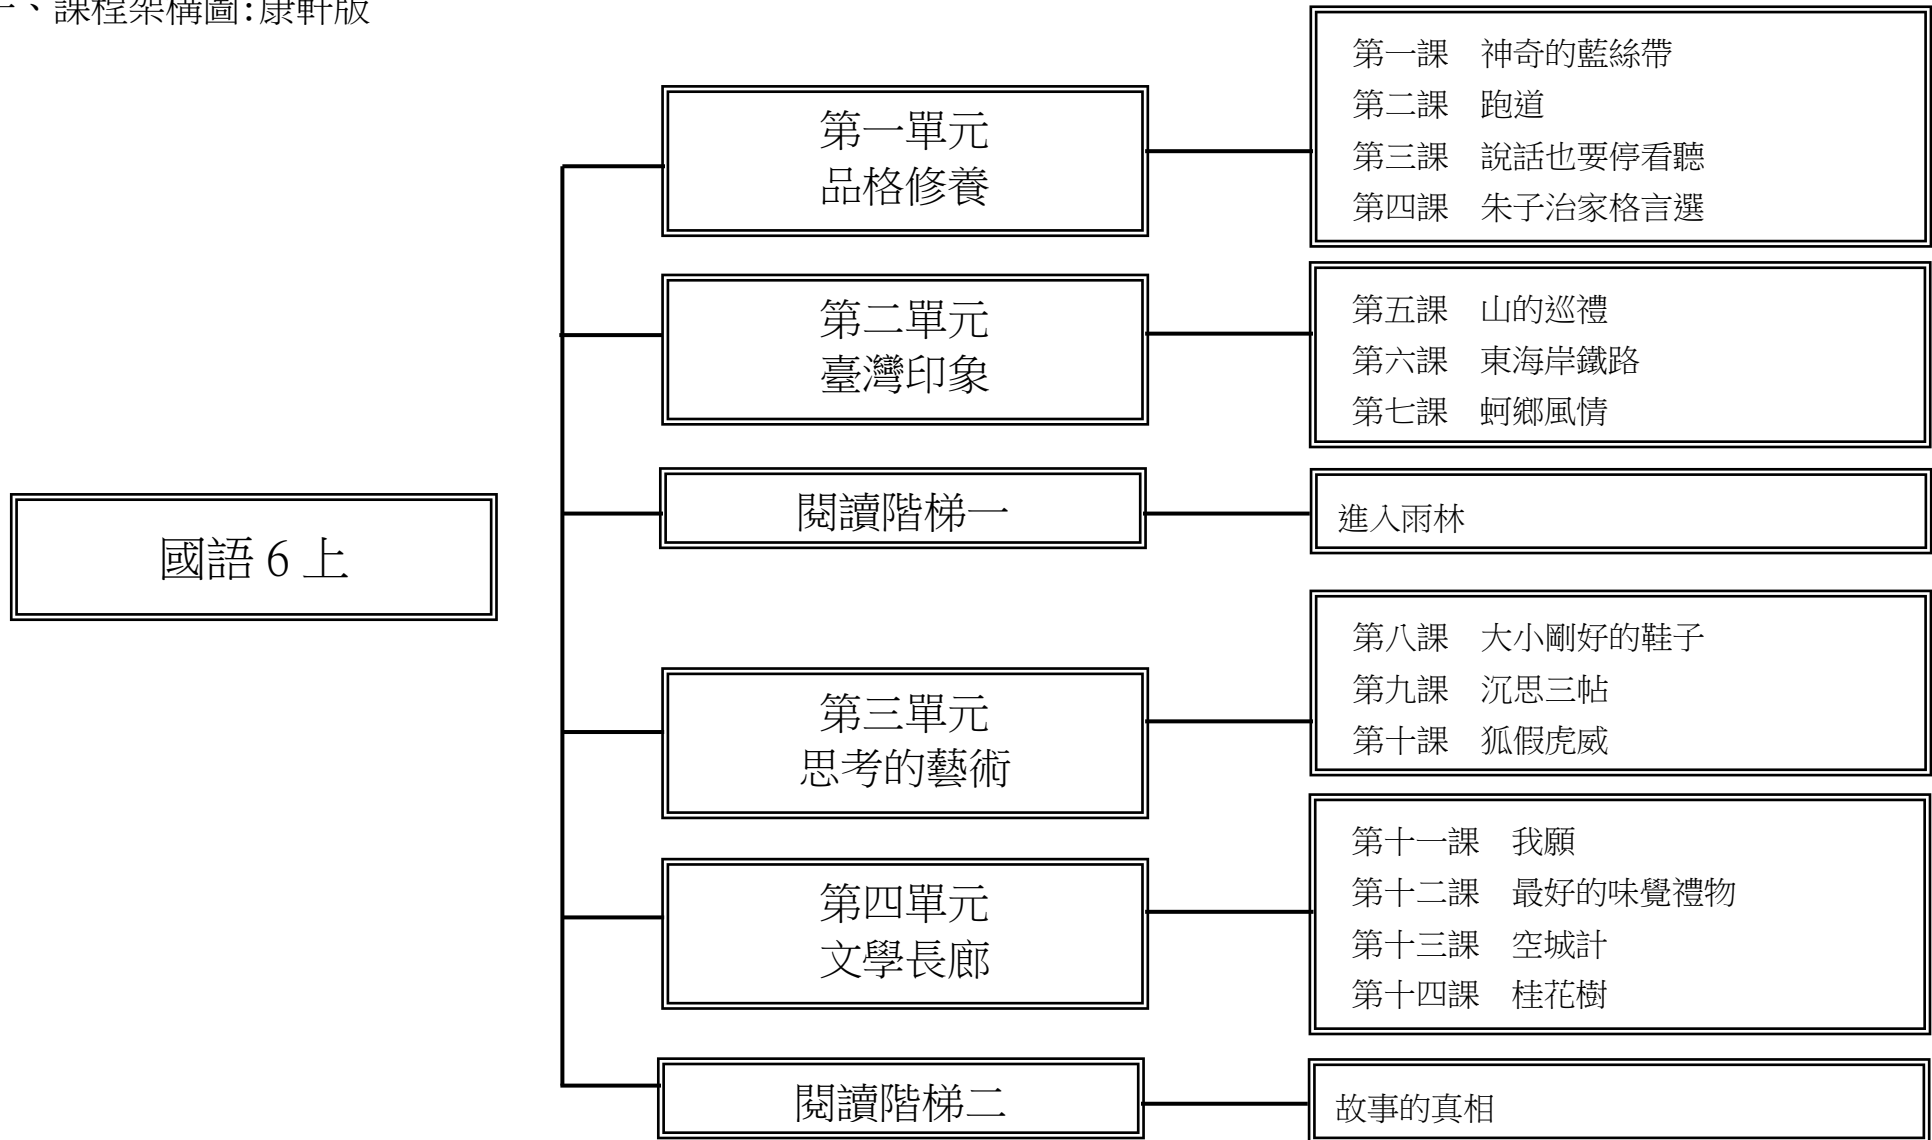 、課程架構圖:康軒版
國語 6 上
第一單元
品格修養
第一課 神奇的藍絲帶
第二課 跑道
第三課 說話也要停看聽
第四課 朱子治家格言選
第二單元
臺灣印象
第五課 山的巡禮
第六課 東海岸鐵路
第七課 蚵鄉風情
閱讀階梯一
進入雨林
第三單元
思考的藝術
第八課 大小剛好的鞋子
第九課 沉思三帖
第十課 狐假虎威
第四單元
文學長廊
第十一課 我願
第十二課 最好的味覺禮物
第十三課 空城計
第十四課 桂花樹
閱讀階梯二
故事的真相